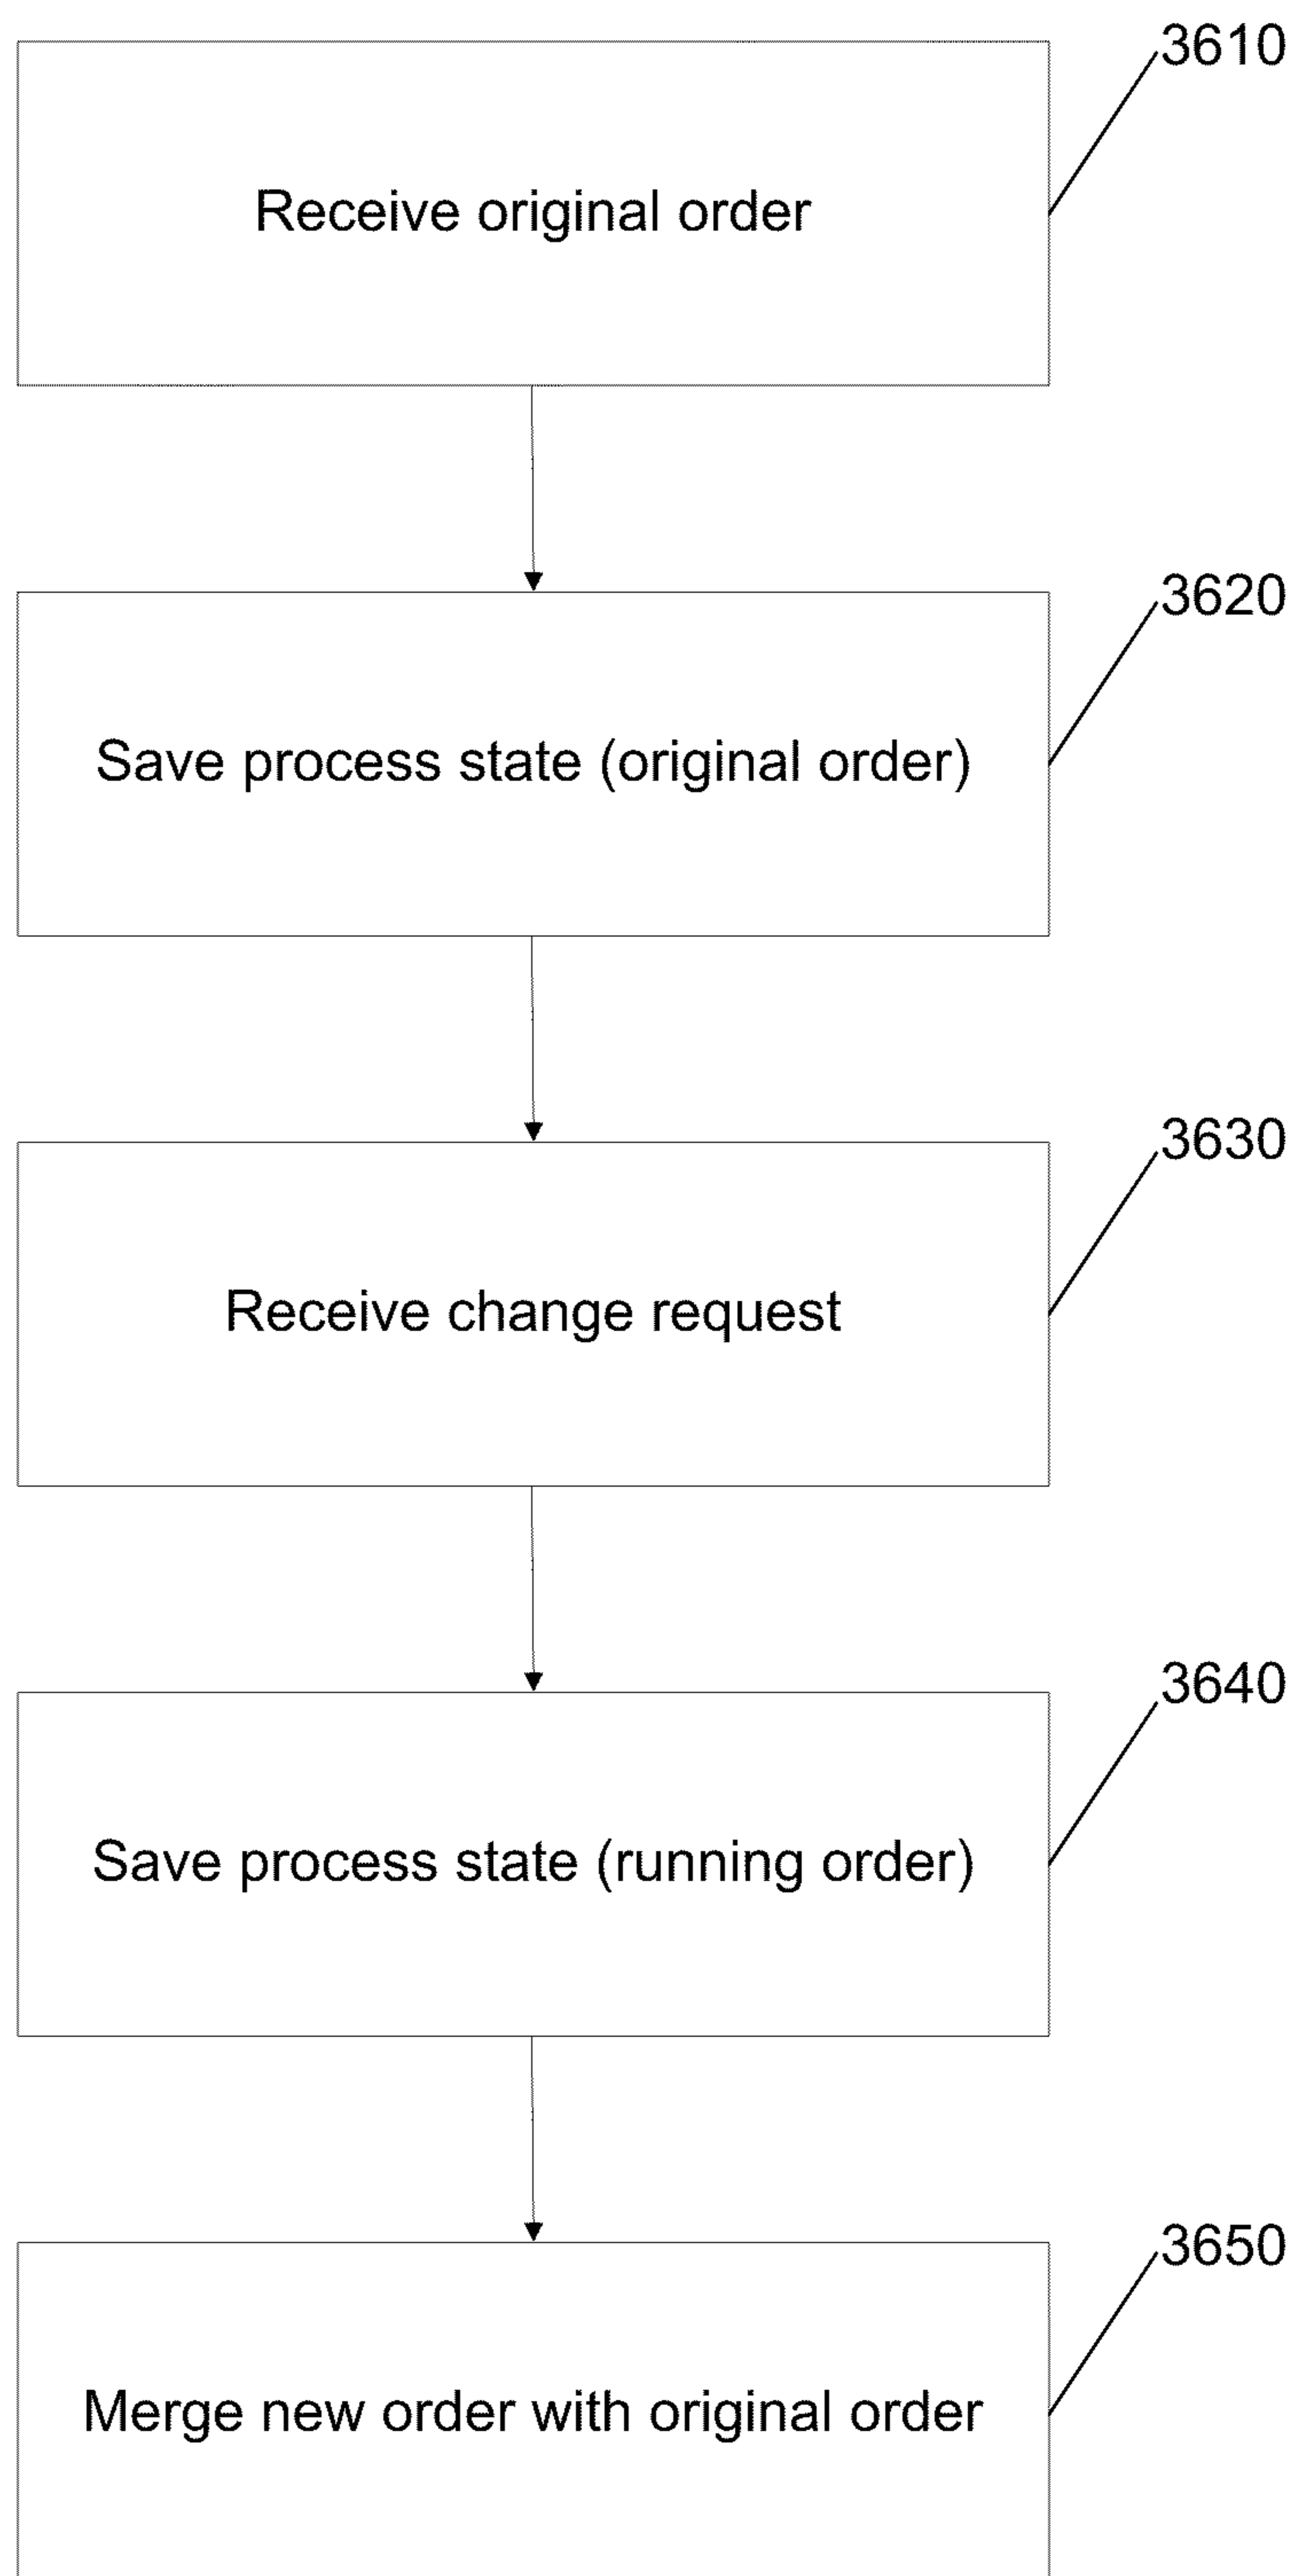 3610
Receive original order
3620
Save process state (original order)
3630
Receive change request
3640
Save process state (running order)
3650
Merge new order with original order